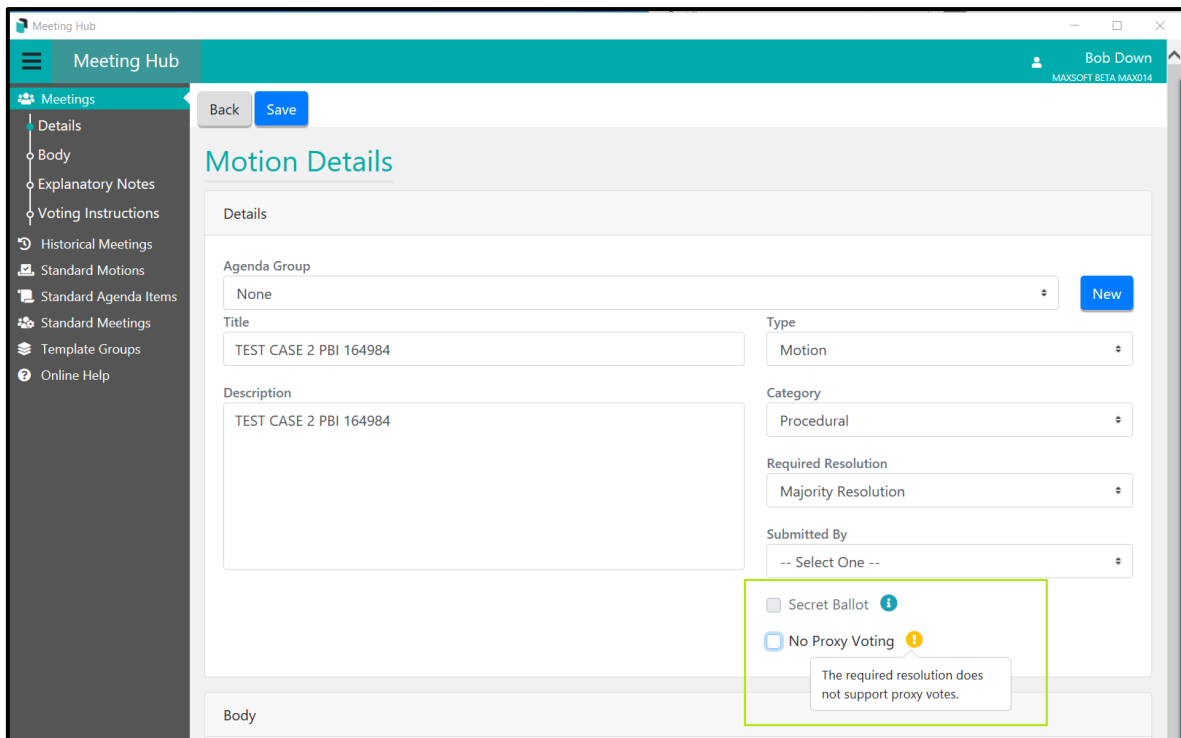 Meeting Hub
Meeting Hub
Bob Down
MAXSOFT BETA MAX014
Meetings
Details
Body
Explanatory Notes
Voting Instructions
Historical Meetings
Standard Motions
Standard Agenda Items
Standard Meetings
Template Groups
Online Help
Back
Save
Motion Details
Details
Agenda Group
None
New
Title
Type
TEST CASE 2 PBI 164984
Motion
Description
Category
TEST CASE 2 PBI 164984
Procedural
Required Resolution
Majority Resolution
Submitted By
-- Select One --
Secret Ballot
No Proxy Voting
The required resolution does
not support proxy votes.
Body